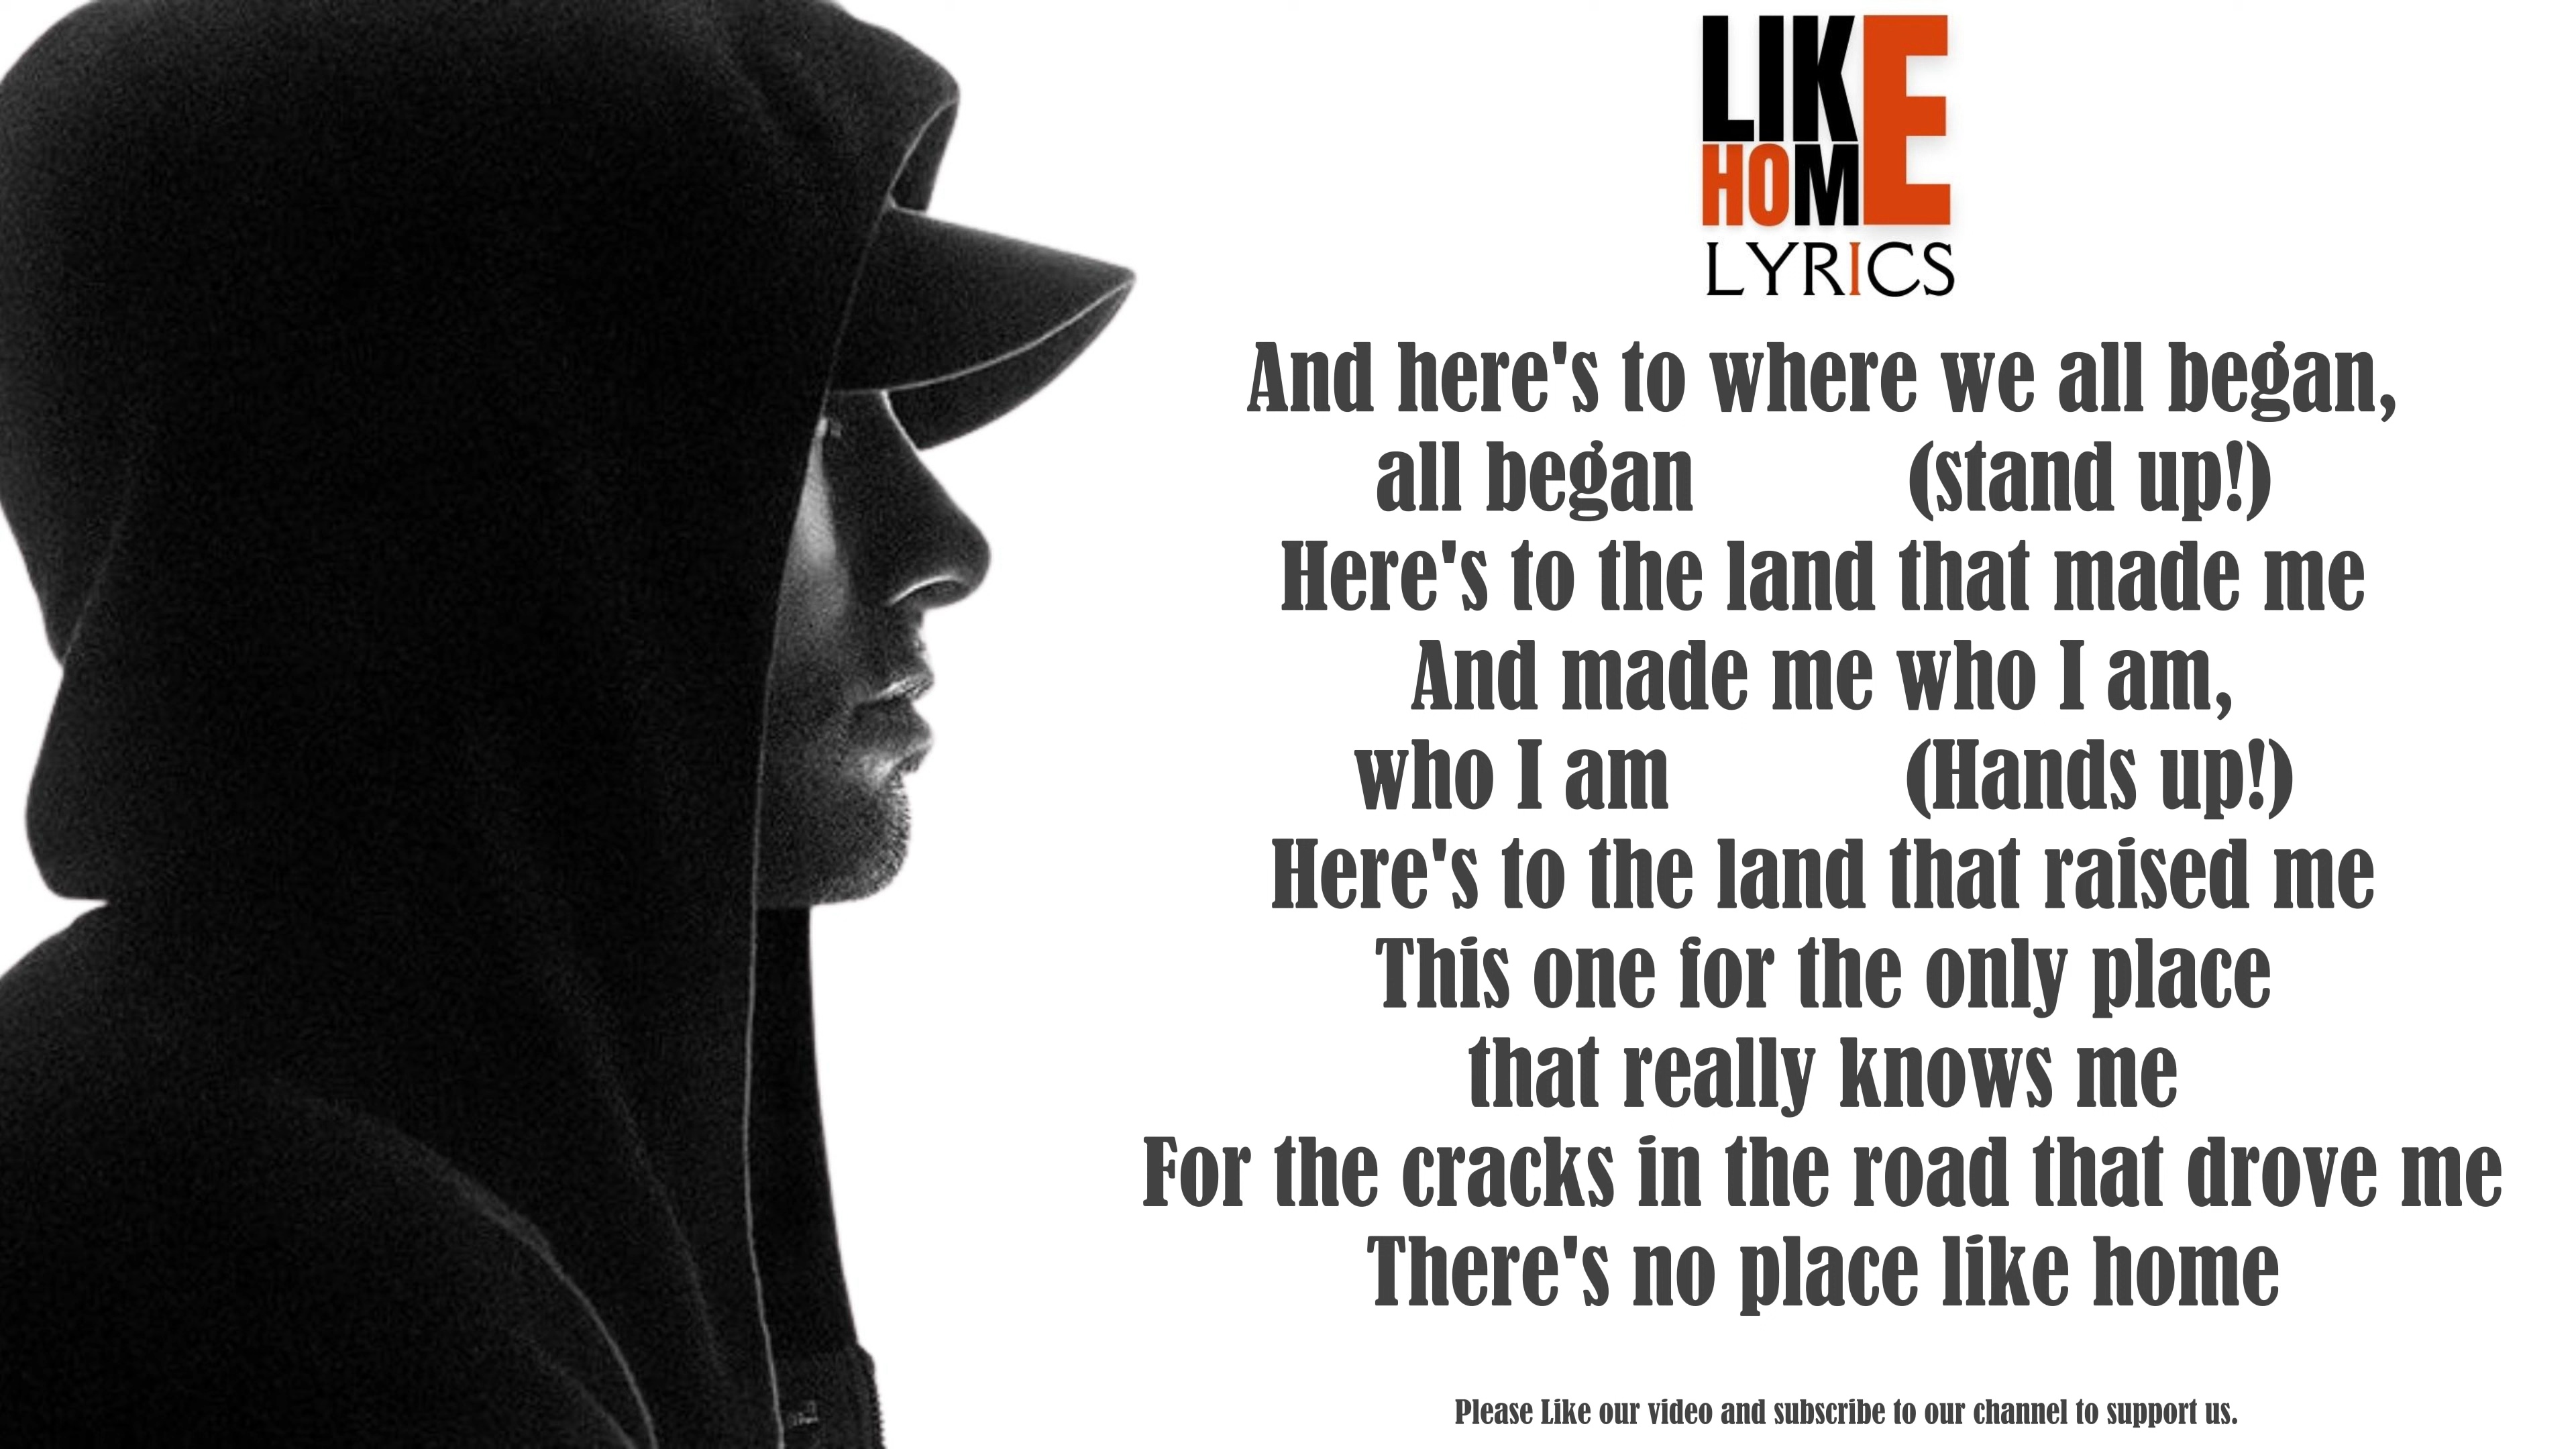 LIKE
HOME
LYRICS
And here's to where we all began,
all began (stand up!)
Here's to the land that made me
And made me who I am,
who I am (Hands up!)
Here's to the land that raised me
This one for the only place
that really knows me
For the cracks in the road that drove me
There's no place like home
Please Like our video and subscribe to our channel to support us.